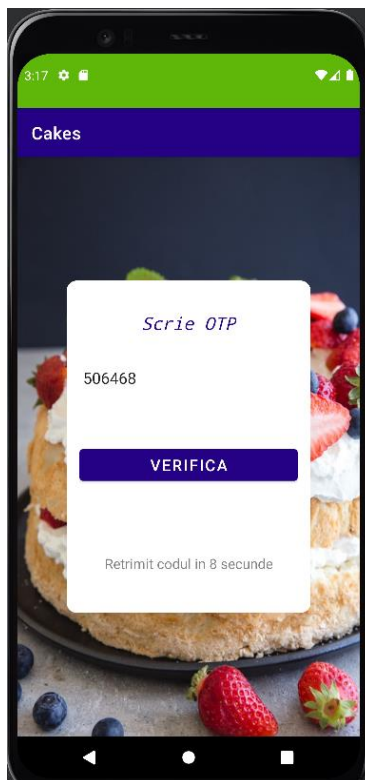 3:17
Cakes
Scrie OTP
506468
VERIFICA
Retrimit codul in 8 secunde